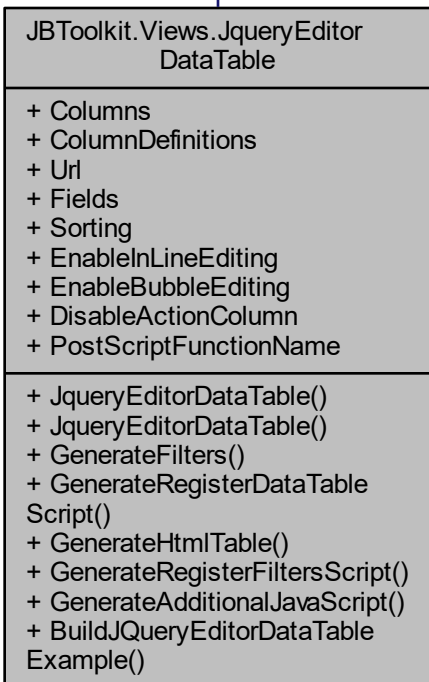 JBToolkit.Views.JqueryEditor
DataTable
+ Columns
+ ColumnDefinitions
+ Url
+ Fields
+ Sorting
+ EnableInLineEditing
+ EnableBubbleEditing
+ DisableActionColumn
+ PostScriptFunctionName
+ JqueryEditorDataTable()
+ JqueryEditorDataTable()
+ GenerateFilters()
+ GenerateRegisterDataTable
Script()
+ GenerateHtmlTable()
+ GenerateRegisterFiltersScript()
+ GenerateAdditionalJavaScript()
+ BuildJQueryEditorDataTable
Example()